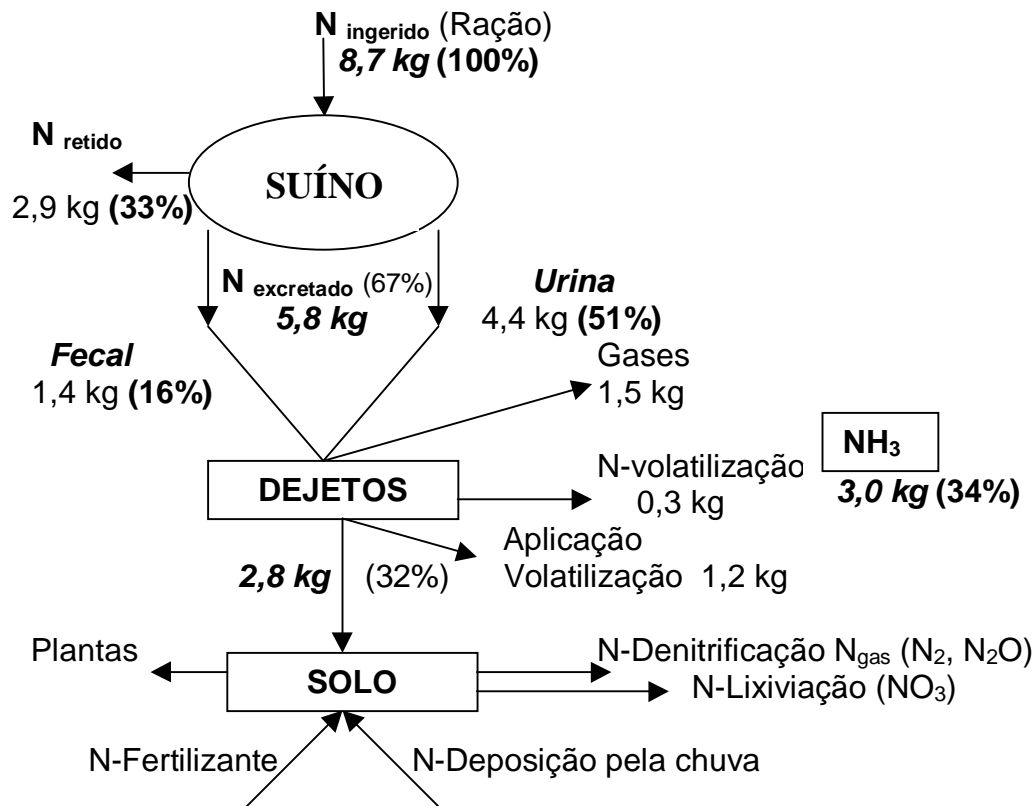 N ingerido (Ração)
8,7 kg (100%)
N retido
2,9 kg (33%)
SUÍNO
N excretado (67%)
5,8 kg
Urina
4,4 kg (51%)
Fecal
1,4 kg (16%)
Gases
1,5 kg
DEJETOS
N-volatilização
0,3 kg
NH₃
3,0 kg (34%)
Aplicação
Volatilização 1,2 kg
2,8 kg (32%)
Plantas
SOLO
N-Denitrificação Ngas (N₂, N₂O)
N-Lixiviação (NO₃)
N-Fertilizante
N-Deposição pela chuva